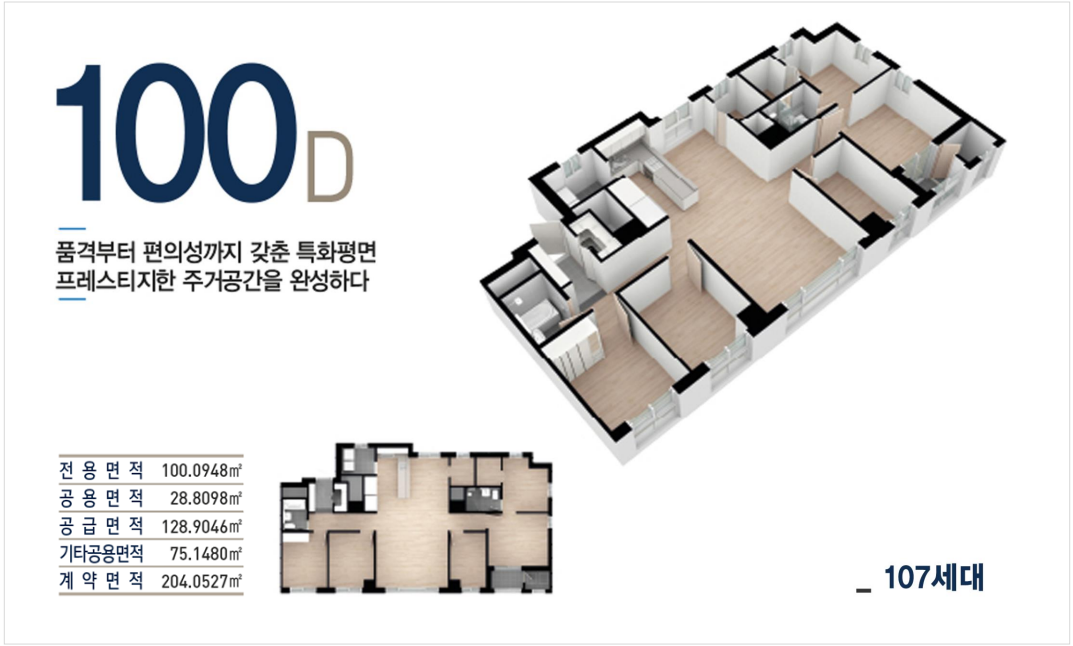 100D
품격부터 편의성까지 갖춘 특화평면
프레스티지한 주거공간을 완성하다
전용면적 100.0948㎡
공용면적 28.8098㎡
공급면적 128.9046㎡
기타공용면적 75.1480㎡
계약면적 204.0527㎡
_ 107세대